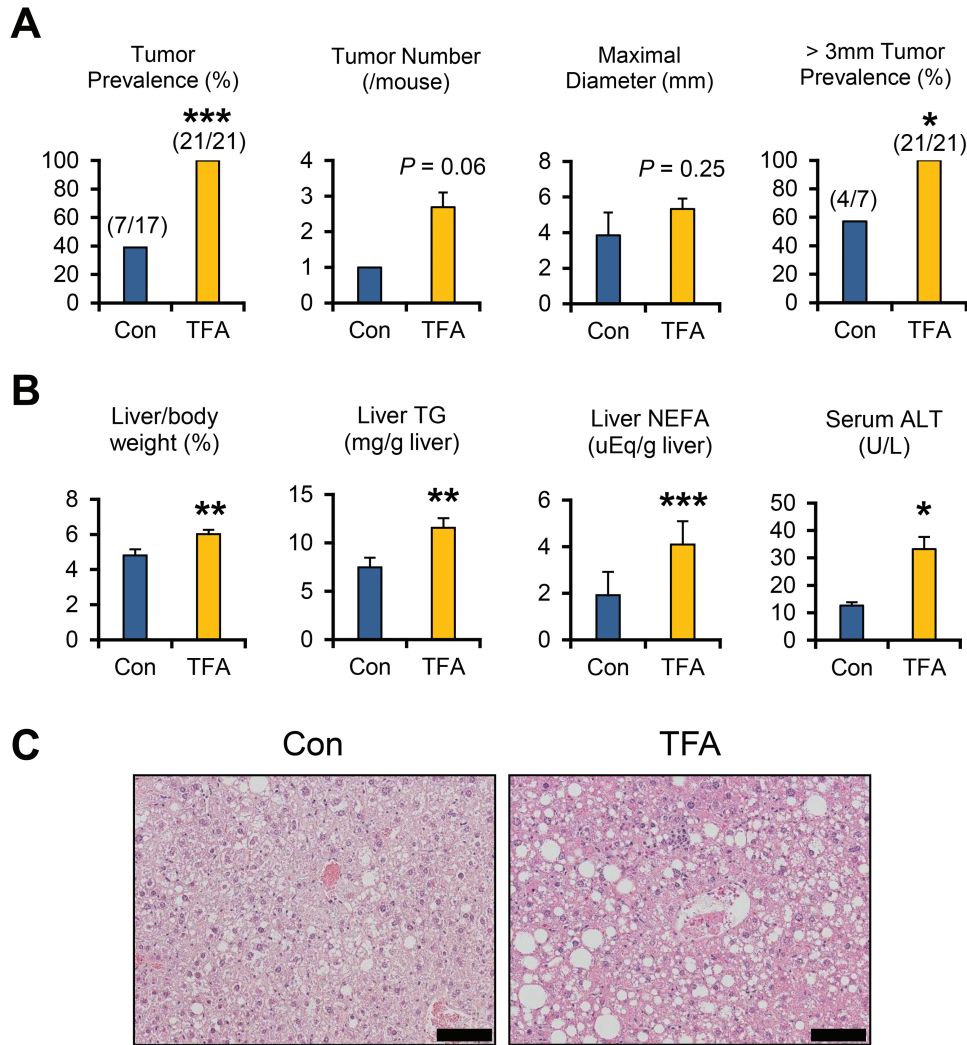 A
Tumor
Prevalence (%)
Tumor Number
(/mouse)
Maximal
Diameter (mm)
> 3mm Tumor
Prevalence (%)
***
(21/21)
(7/17)
100
80
60
40
20
0
Con TFA
P = 0.06
4
3
2
1
0
Con TFA
P = 0.25
8
6
4
2
0
Con TFA
*
(21/21)
(4/7)
100
80
60
40
20
0
Con TFA
B
Liver/body
weight (%)
Liver TG
(mg/g liver)
Liver NEFA
(uEq/g liver)
Serum ALT
(U/L)
**
8
6
4
2
0
Con TFA
**
15
10
5
0
Con TFA
***
6
4
2
0
Con TFA
*
50
40
30
20
10
0
Con TFA
C
Con TFA